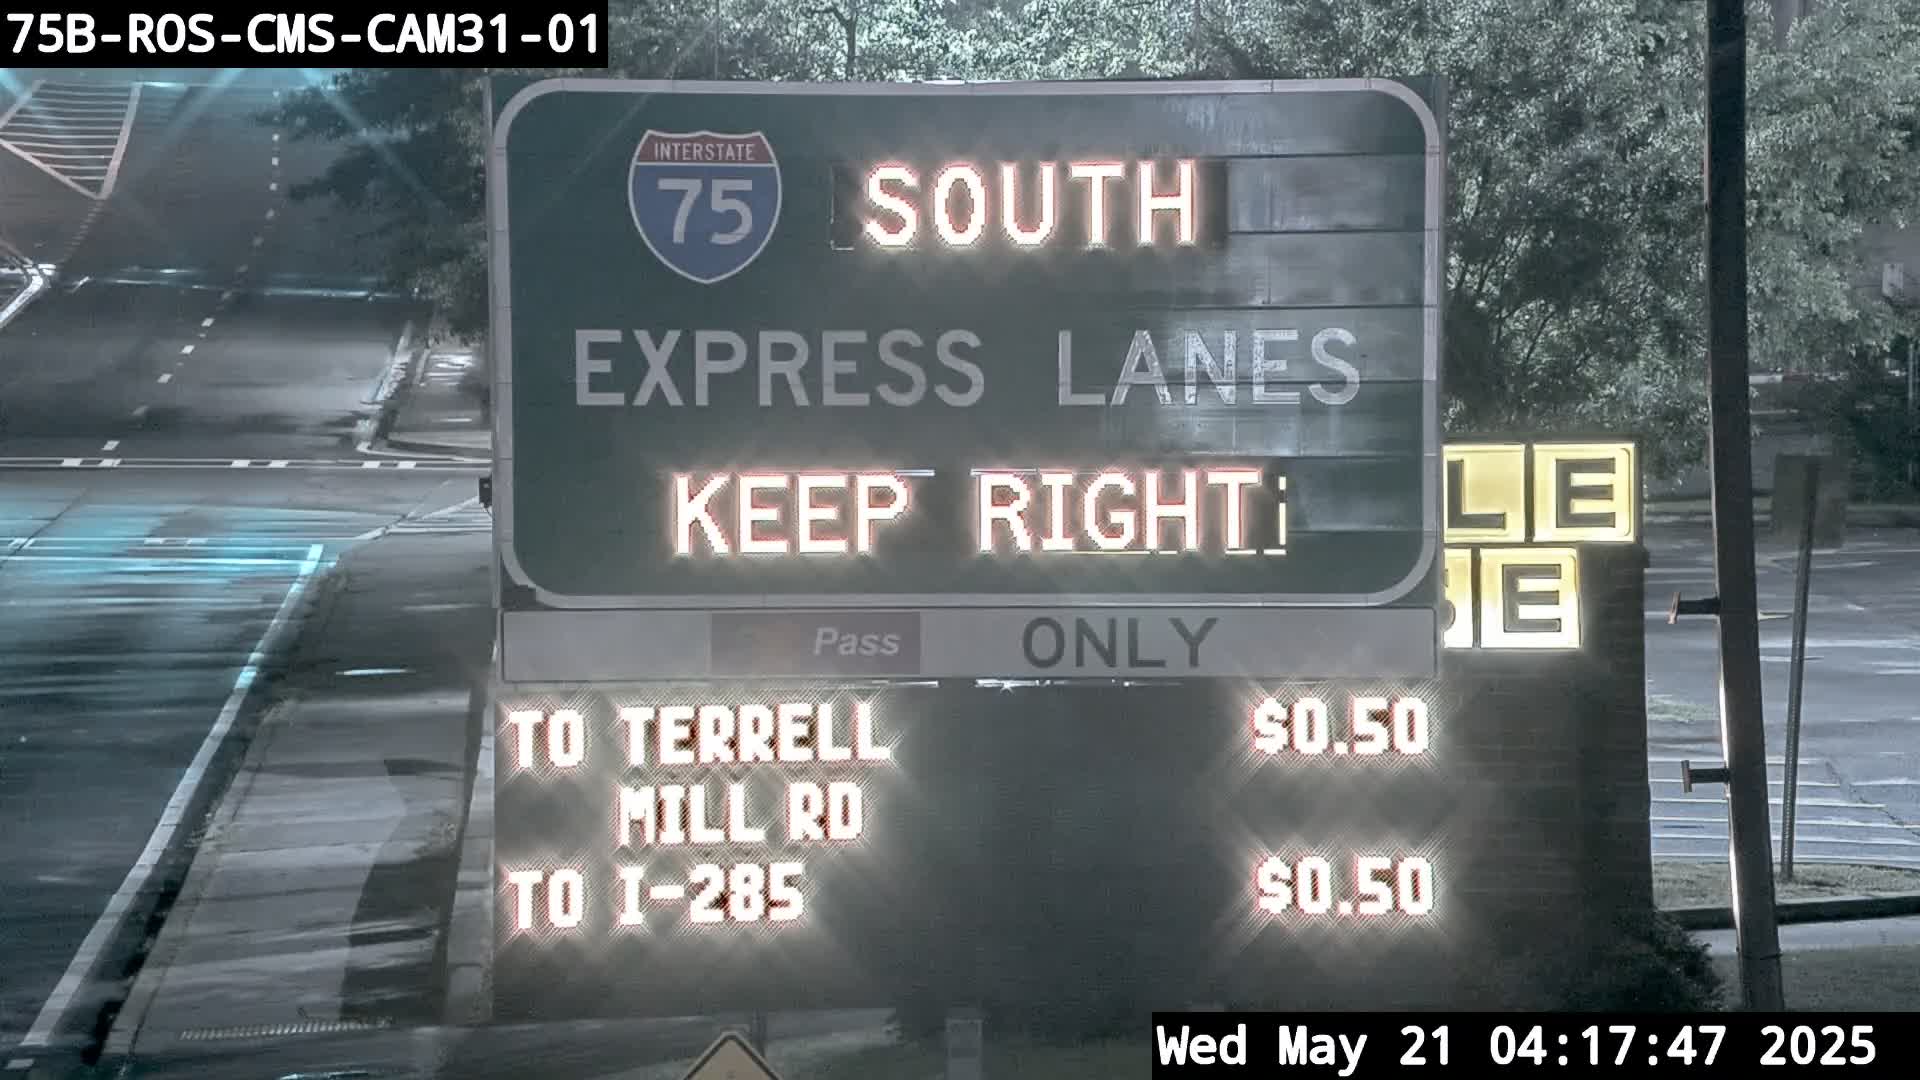 75B-ROS-CMS-CAM31-01
INTERSTATE
75
SOUTH
EXPRESS LANES
KEEP RIGHT
Pass ONLY
TO TERRELL $0.50
MILL RD
TO I-285 $0.50
LE
E
Wed May 21 04:17:47 2025